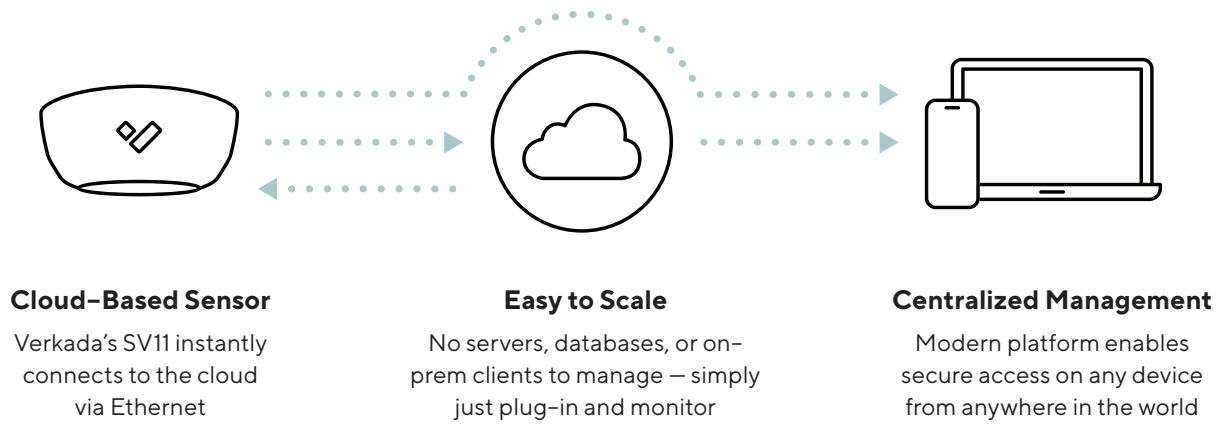 Cloud–Based Sensor
Verkada's SV11 instantly
connects to the cloud
via Ethernet
Easy to Scale
No servers, databases, or on–
prem clients to manage — simply
just plug–in and monitor
Centralized Management
Modern platform enables
secure access on any device
from anywhere in the world